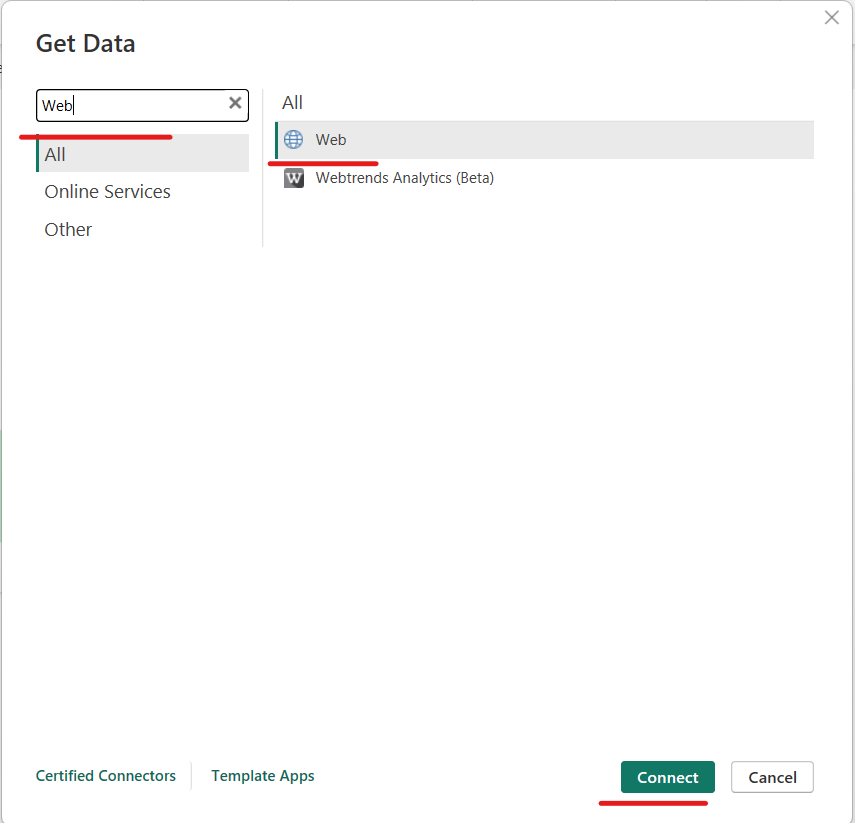 Get Data
Web
All
Online Services
Other
All
Web
W Webtrends Analytics (Beta)
Certified Connectors
Template Apps
Connect
Cancel